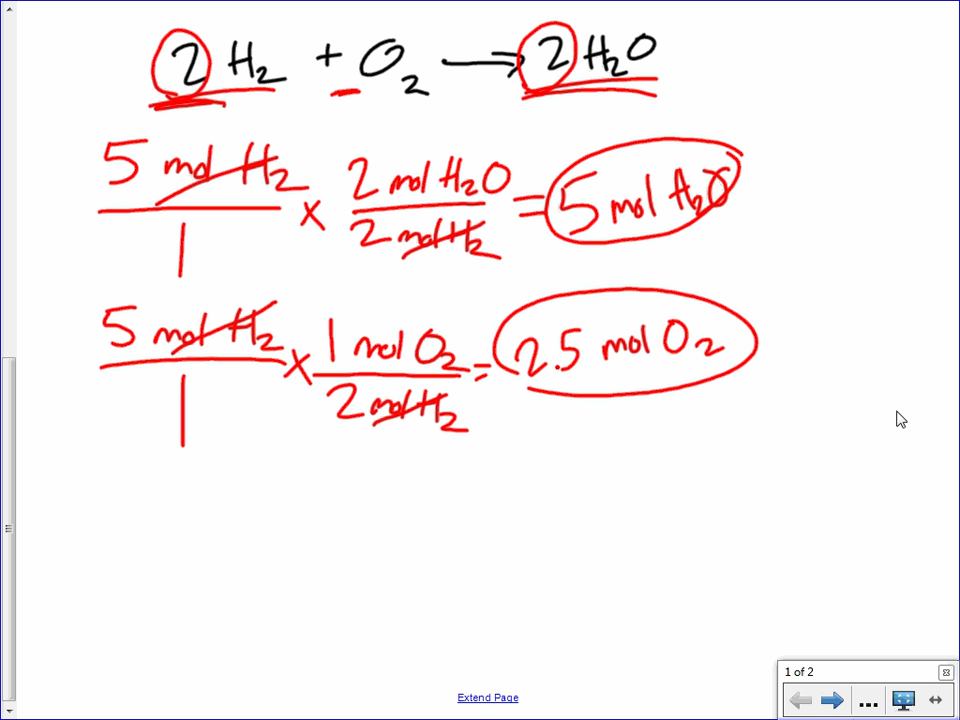 2 H₂ + O₂ → 2 H₂O
5 mol H₂ / 1 × 2 mol H₂O / 2 mol H₂ = 5 mol H₂O
5 mol H₂ / 1 × 1 mol O₂ / 2 mol H₂ = 2.5 mol O₂
Extend Page
1 of 2
...